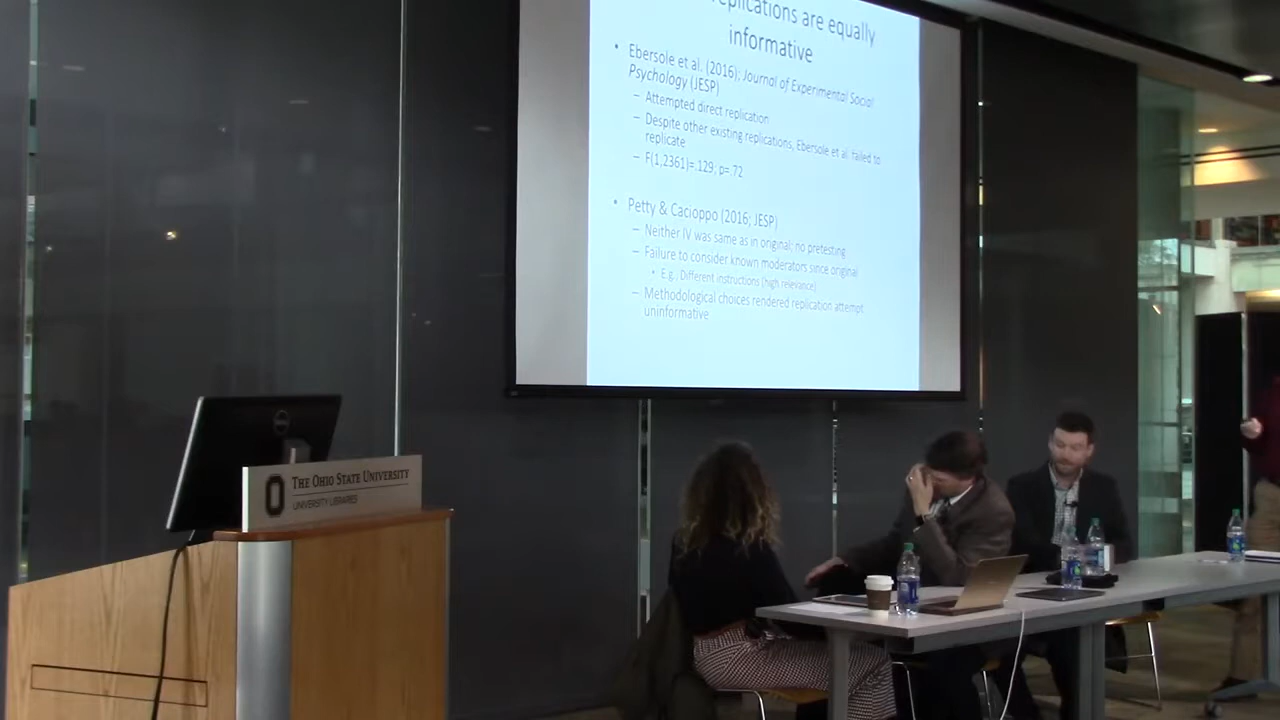 replications are equally
informative
• Ebersole et al. (2016); Journal of Experimental Social
Psychology (JESP)
– Attempted direct replication
– Despite other existing replications, Ebersole et al. failed to
replicate
– F(1,2361)=.129; p=.72
• Petty & Cacioppo (2016; JESP)
– Neither IV was same as in original; no pretesting
– Failure to consider known moderators since original
• E.g., Different instructions (high relevance)
– Methodological choices rendered replication attempt
uninformative
THE OHIO STATE UNIVERSITY
UNIVERSITY LIBRARIES
DELL